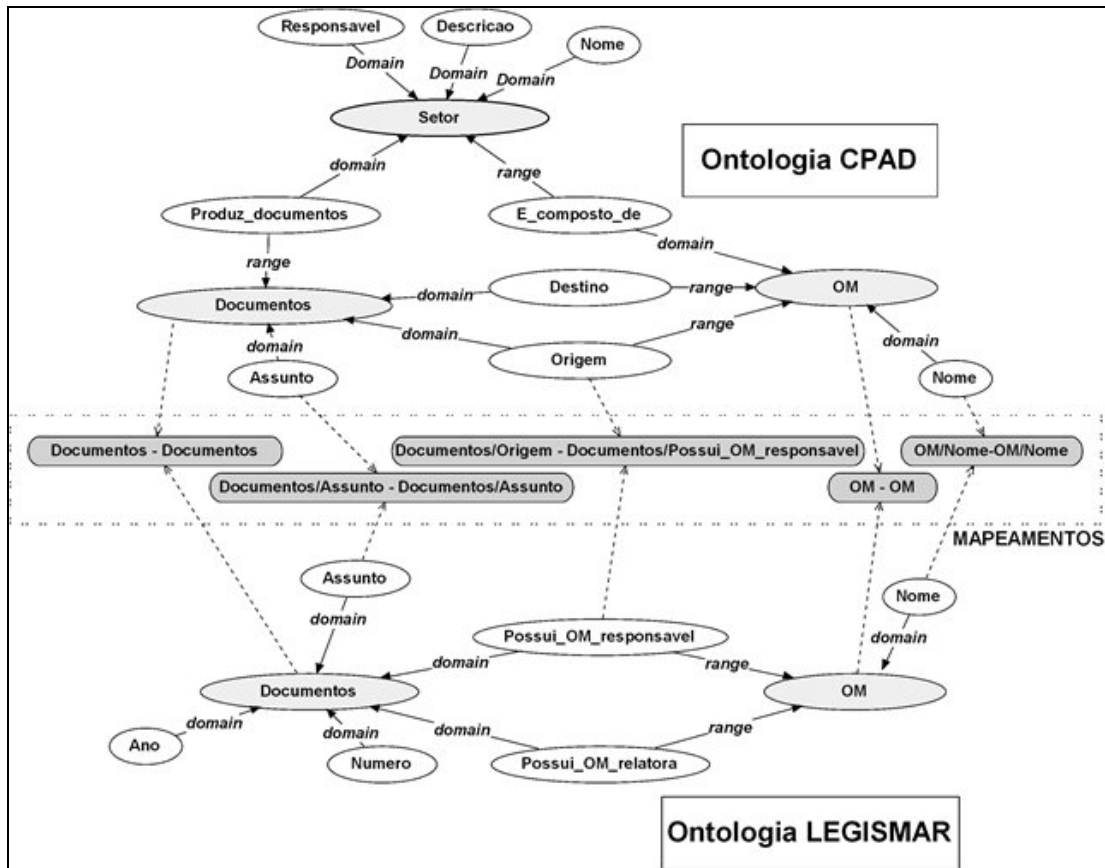 Responsavel
Descricao
Nome
Domain
Domain
Domain
Setor
Ontologia CPAD
domain
range
Produz_documentos
E_composto_de
range
domain
Documentos
domain
Destino
range
OM
domain
domain
range
domain
Assunto
Origem
Nome
Documentos - Documentos
Documentos/Origem - Documentos/Possui_OM_responsavel
OM/Nome-OM/Nome
Documentos/Assunto - Documentos/Assunto
OM - OM
MAPEAMENTOS
Assunto
Nome
domain
Possui_OM_responsavel
domain
domain
range
Documentos
OM
domain
domain
domain
range
Ano
Numero
Possui_OM_relatora
Ontologia LEGISMAR